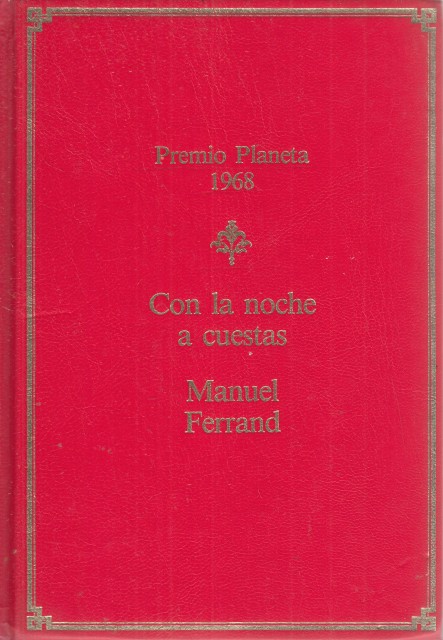 Premio Planeta
1968
Con la noche
a cuestas
Manuel
Ferrand